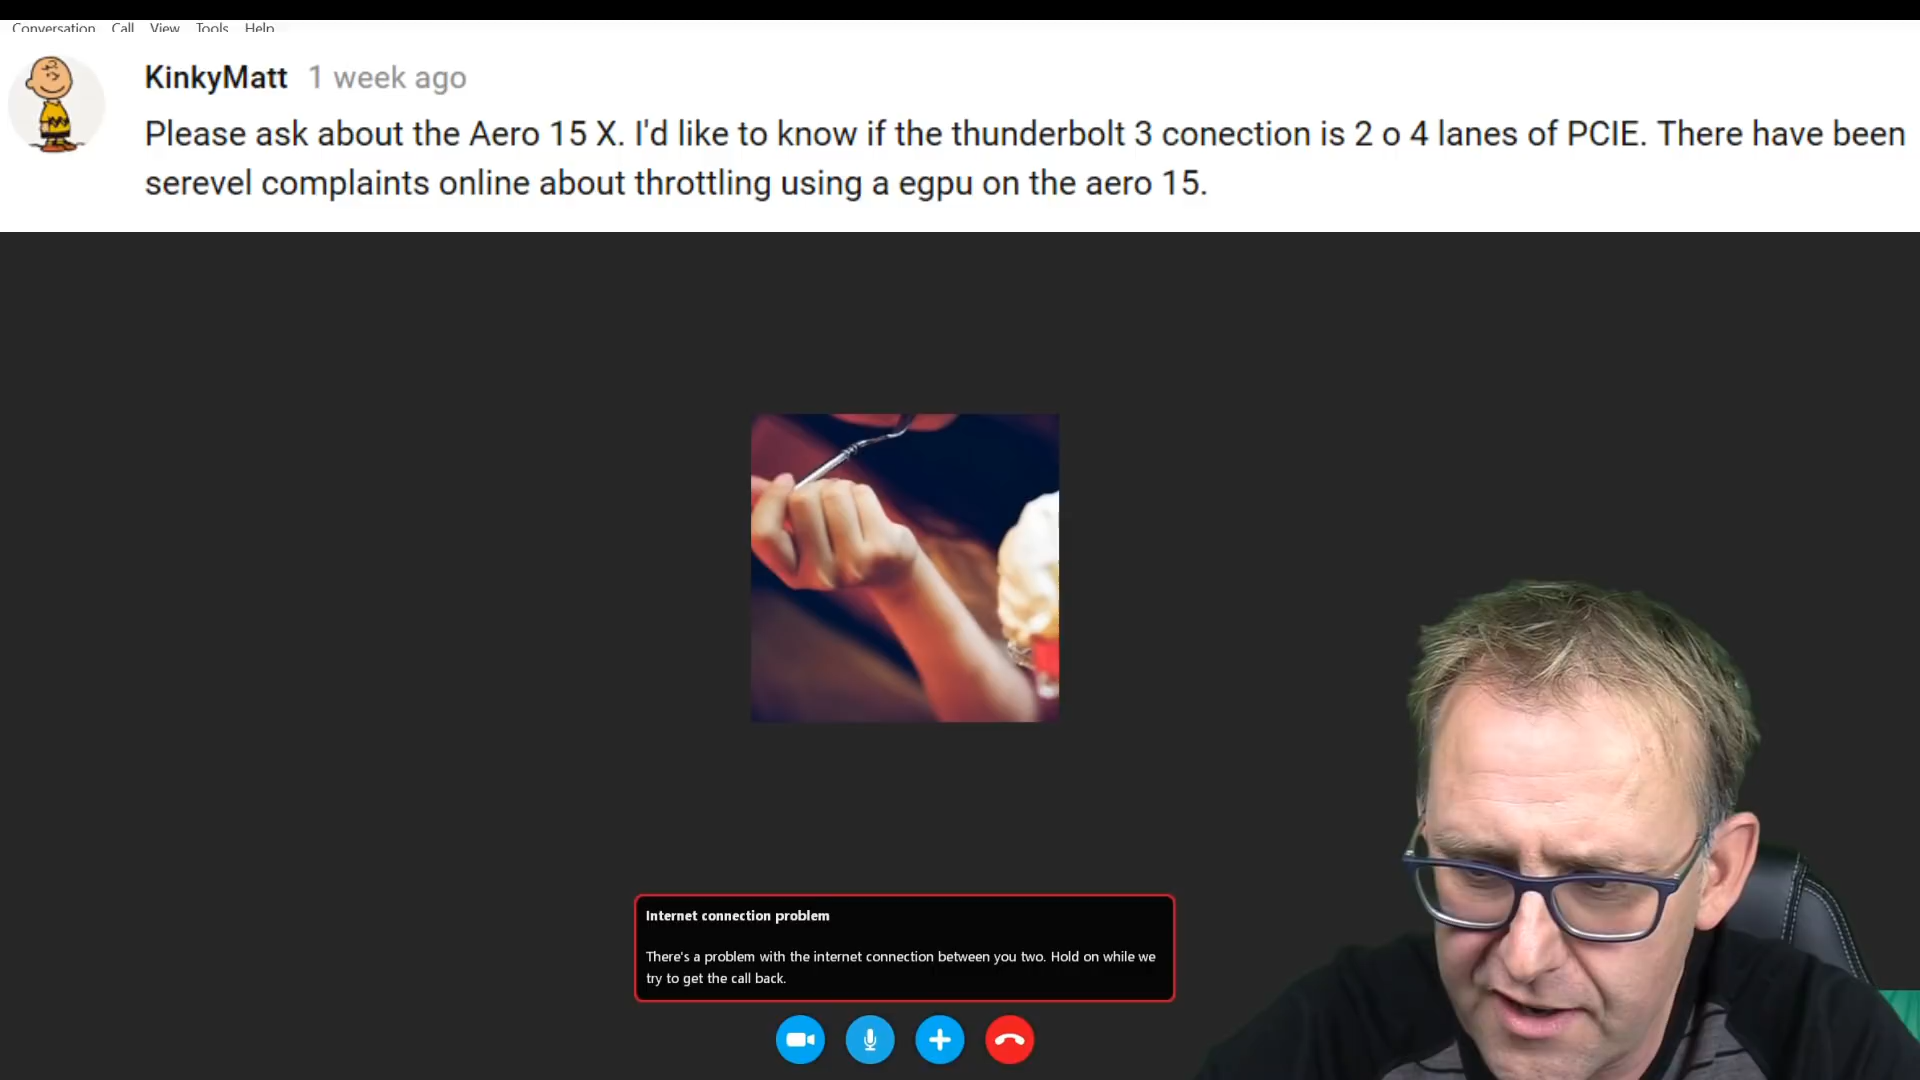 Conversation Call View Tools Help
KinkyMatt 1 week ago
Please ask about the Aero 15 X. I'd like to know if the thunderbolt 3 conection is 2 o 4 lanes of PCIE. There have been
serevel complaints online about throttling using a egpu on the aero 15.
Internet connection problem
There's a problem with the internet connection between you two. Hold on while we
try to get the call back.